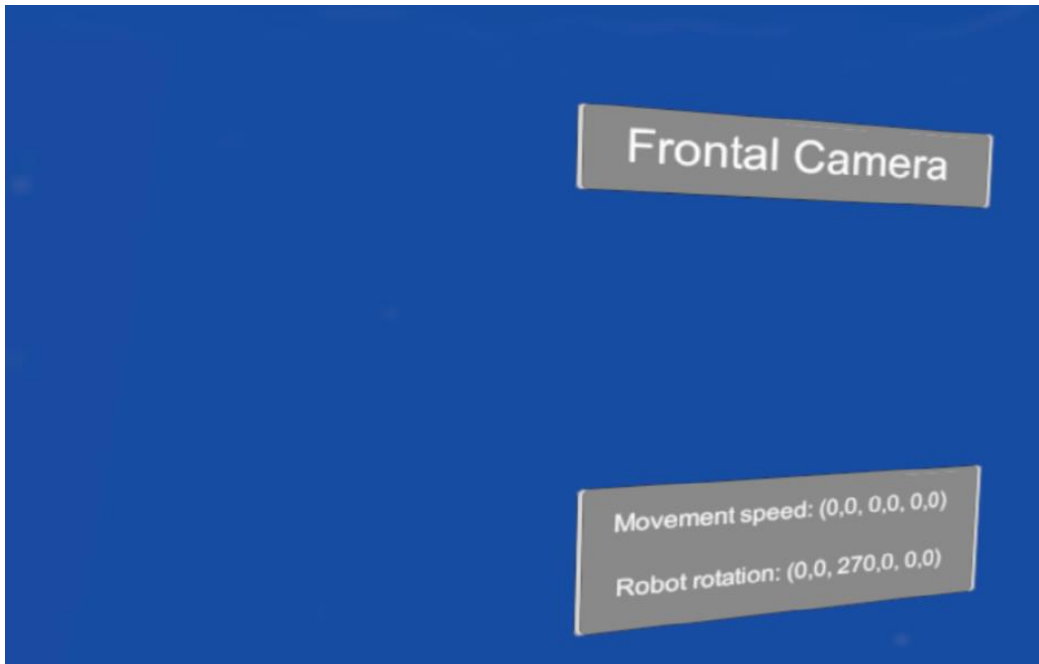 Frontal Camera
Movement speed: (0,0, 0,0, 0,0)
Robot rotation: (0,0, 270,0, 0,0)